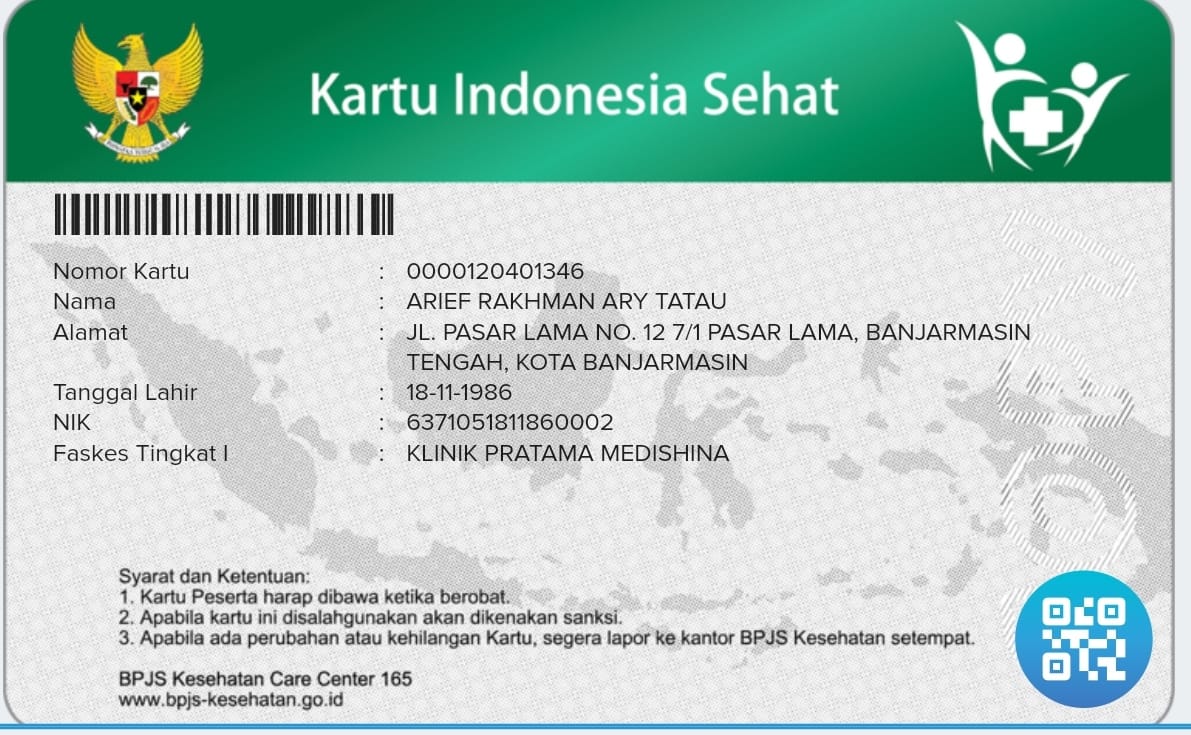 Kartu Indonesia Sehat
Nomor Kartu : 0000120401346
Nama : ARIEF RAKHMAN ARY TATAU
Alamat : JL. PASAR LAMA NO. 12 7/1 PASAR LAMA, BANJARMASIN
TENGAH, KOTA BANJARMASIN
Tanggal Lahir : 18-11-1986
NIK : 6371051811860002
Faskes Tingkat I : KLINIK PRATAMA MEDISHINA
Syarat dan Ketentuan:
1. Kartu Peserta harap dibawa ketika berobat.
2. Apabila kartu ini disalahgunakan akan dikenakan sanksi.
3. Apabila ada perubahan atau kehilangan Kartu, segera lapor ke kantor BPJS Kesehatan setempat.
BPJS Kesehatan Care Center 165
www.bpjs-kesehatan.go.id